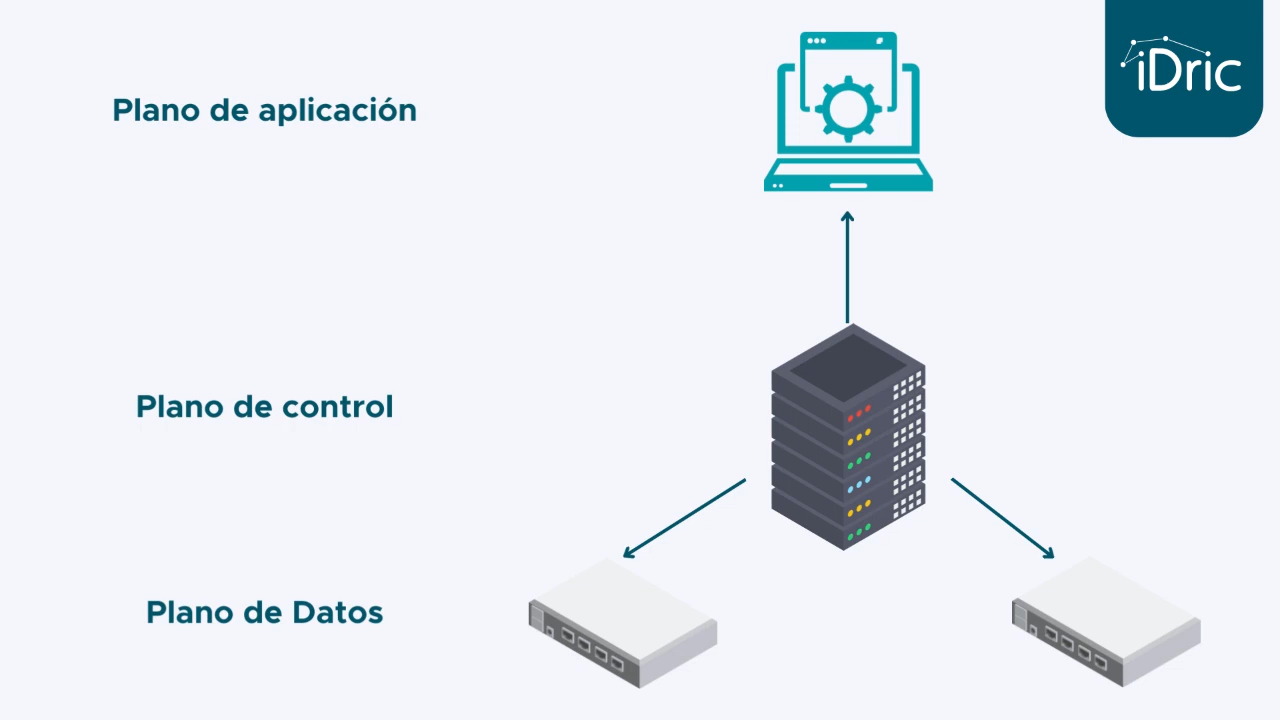 Plano de aplicación
iDric
Plano de control
Plano de Datos